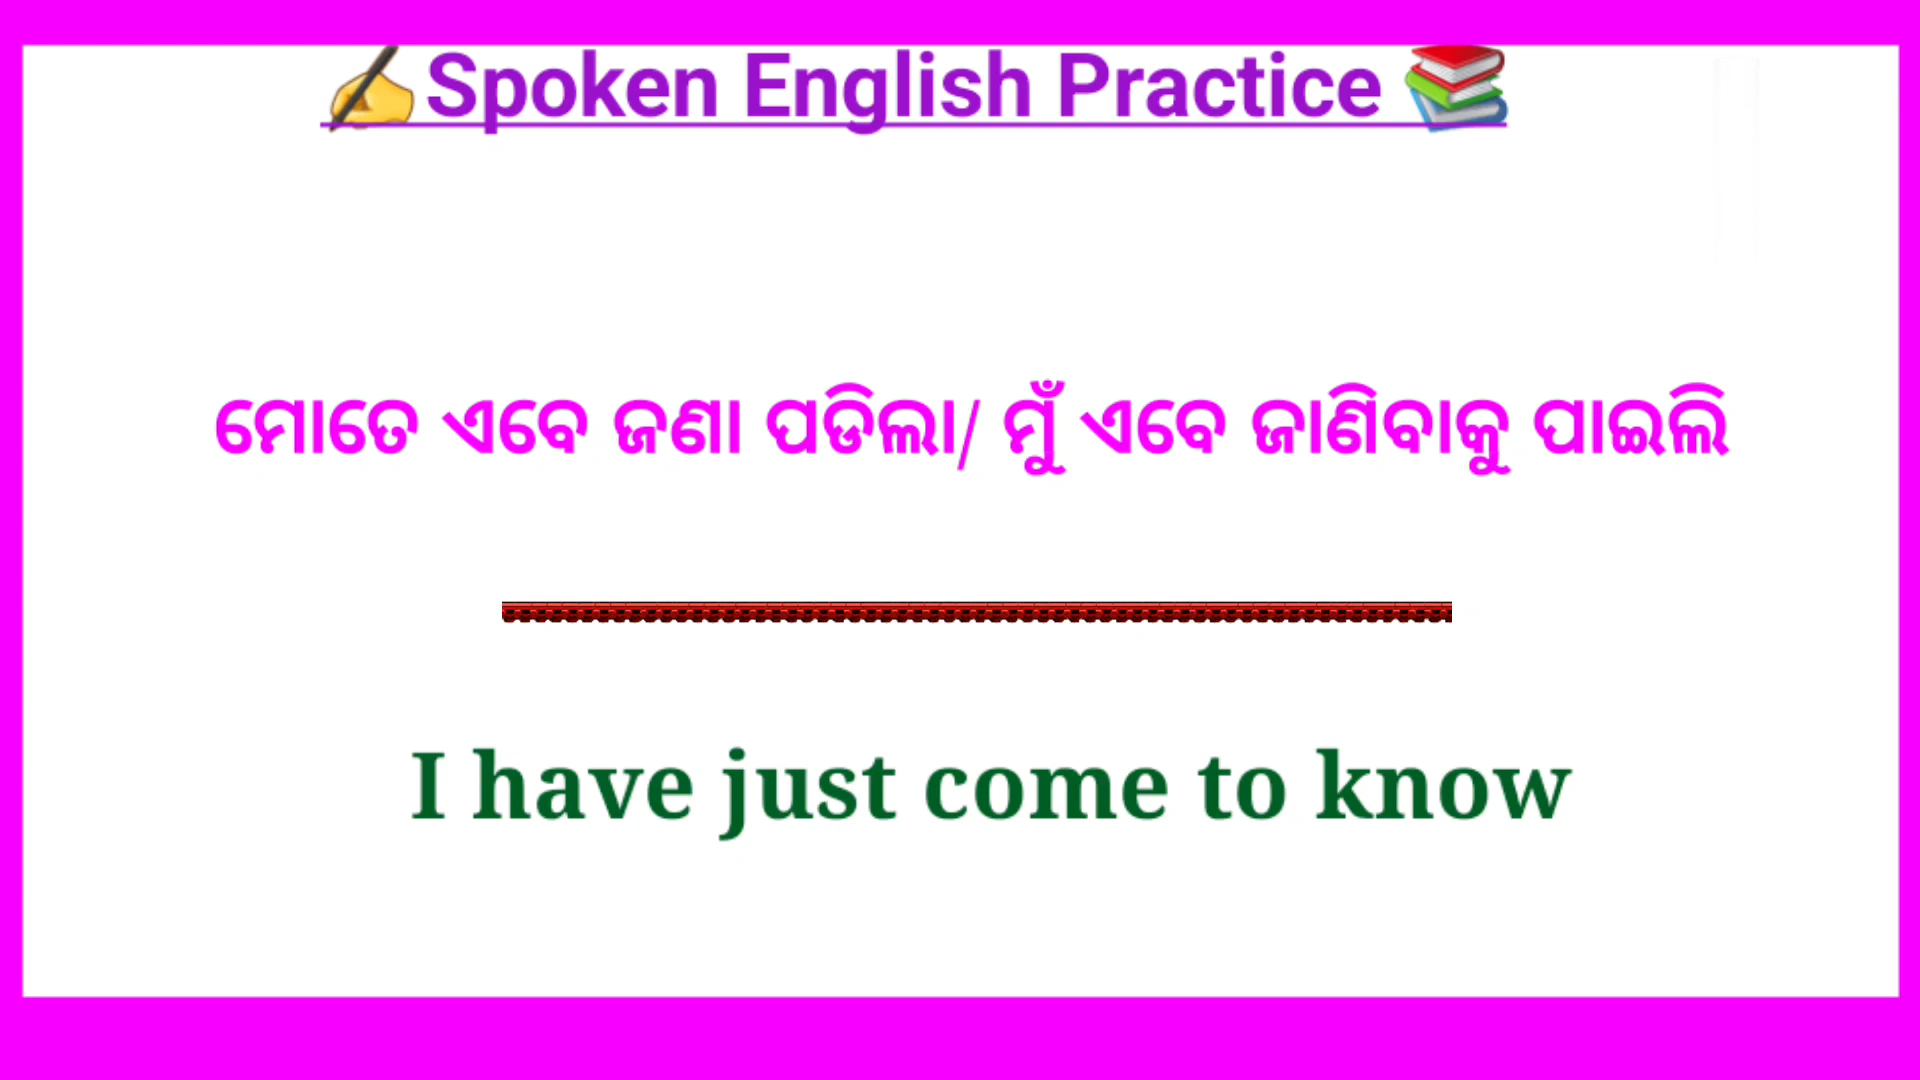 ✍️Spoken English Practice 📚
ମୋତେ ଏବେ ଜଣା ପଡିଲା/ ମୁଁ ଏବେ ଜାଣିବାକୁ ପାଇଲି
I have just come to know